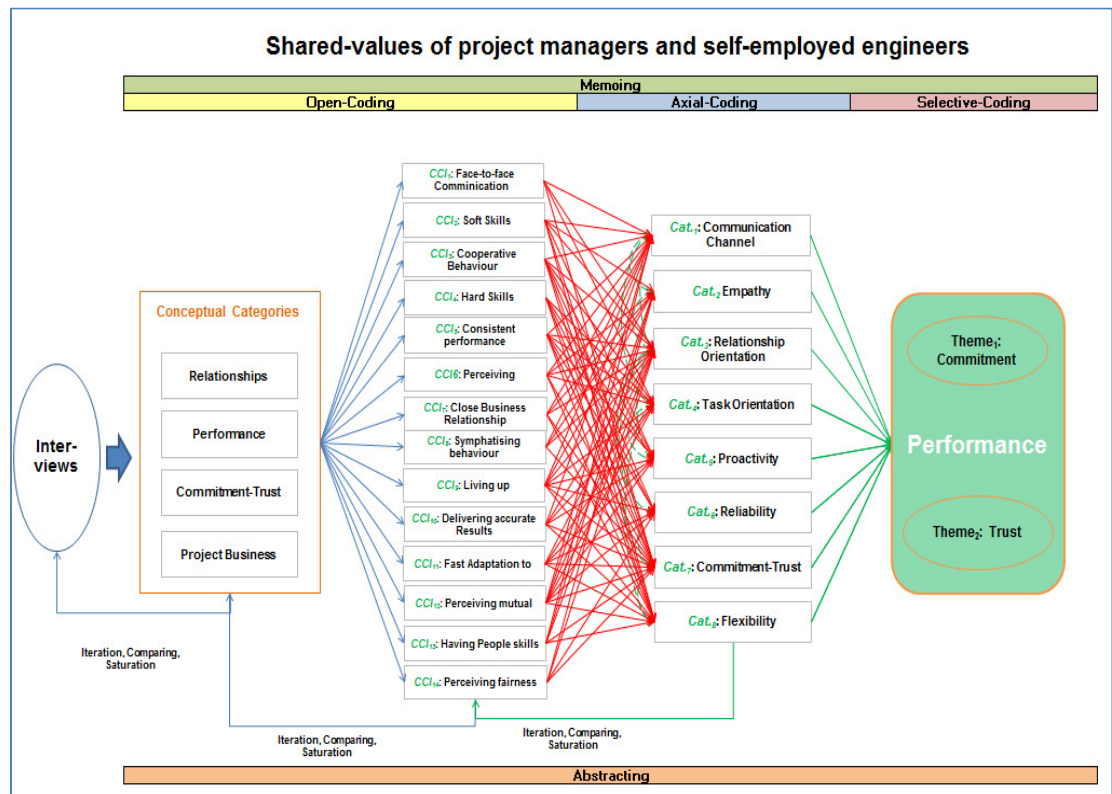 Shared-values of project managers and self-employed engineers
Memoing
Open-Coding
Axial-Coding
Selective-Coding
Inter-
views
Conceptual Categories
Relationships
Performance
Commitment-Trust
Project Business
CCI₁: Face-to-face
Comminication
CCI₂: Soft Skills
CCI₃: Cooperative
Behaviour
CCI₄: Hard Skills
CCI₅: Consistent
performance
CCI6: Perceiving
CCI₇: Close Business
Relationship
CCI₈: Symphatising
behaviour
CCI₉: Living up
CCI₁₀: Delivering accurate
Results
CCI₁₁: Fast Adaptation to
CCI₁₂: Perceiving mutual
CCI₁₃: Having People skills
CCI₁₄: Perceiving fairness
Cat.₁: Communication
Channel
Cat.₂ Empathy
Cat.₃: Relationship
Orientation
Cat.₄: Task Orientation
Cat.₅: Proactivity
Cat.₆: Reliability
Cat.₇: Commitment-Trust
Cat.₈: Flexibility
Theme₁:
Commitment
Performance
Theme₂: Trust
Iteration, Comparing,
Saturation
Iteration, Comparing,
Saturation
Iteration, Comparing,
Saturation
Abstracting